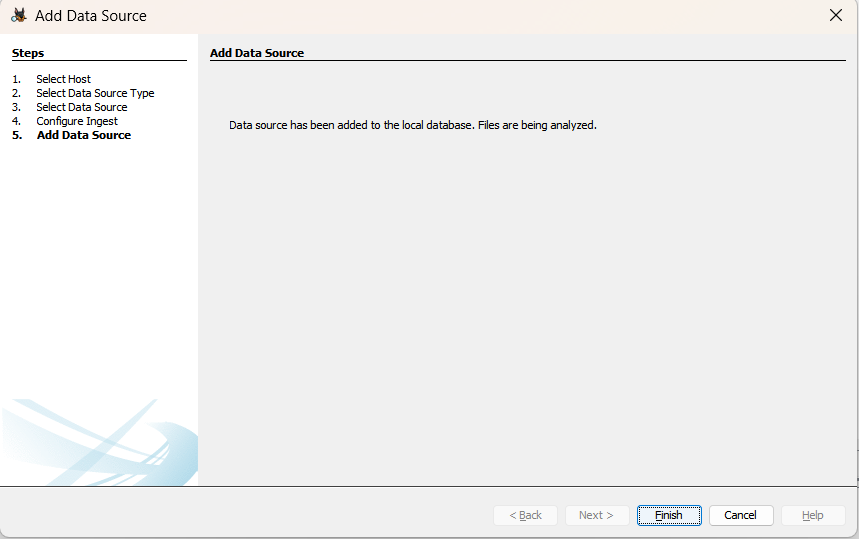 Add Data Source
Steps
1. Select Host
2. Select Data Source Type
3. Select Data Source
4. Configure Ingest
5. Add Data Source
Add Data Source
Data source has been added to the local database. Files are being analyzed.
< Back
Next >
Finish
Cancel
Help